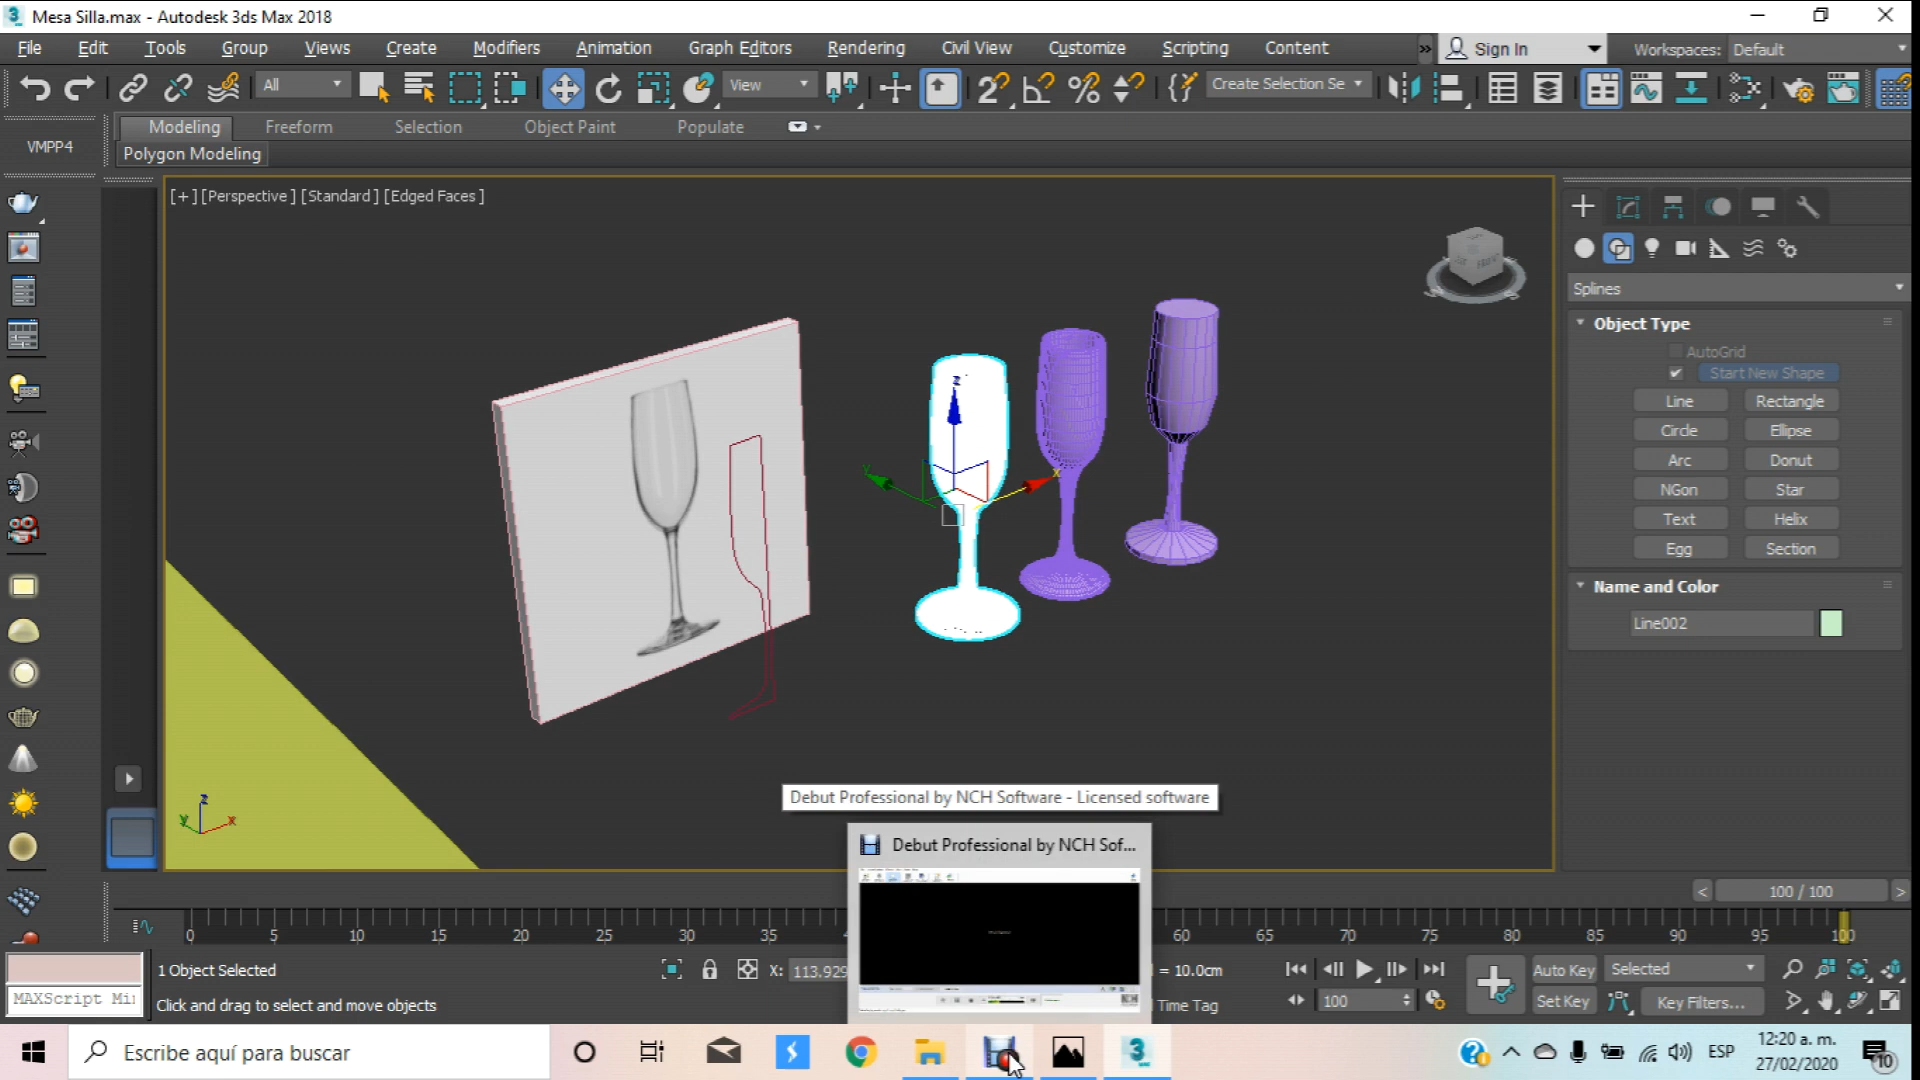 Mesa Silla.max - Autodesk 3ds Max 2018
File Edit Tools Group Views Create Modifiers Animation Graph Editors Rendering Civil View Customize Scripting Content
» Sign In Workspaces: Default
All View Create Selection Se
VMPP4 Modeling Freeform Selection Object Paint Populate
Polygon Modeling
[+] [Perspective ] [Standard ] [Edged Faces ]
Splines
Object Type
AutoGrid
Start New Shape
Line Rectangle
Circle Ellipse
Arc Donut
NGon Star
Text Helix
Egg Section
Name and Color
Line002
z
y x
z
y x
Debut Professional by NCH Software - Licensed software
Debut Professional by NCH Sof...
< 100 / 100 >
0 5 10 15 20 25 30 35 60 65 70 75 80 85 90 95 100
1 Object Selected X: 113.929 = 10.0cm Auto Key Selected
MAXScript Mi
Click and drag to select and move objects Time Tag 100 Set Key Key Filters...
Escribe aquí para buscar ESP 12:20 a. m.
27/02/2020 10